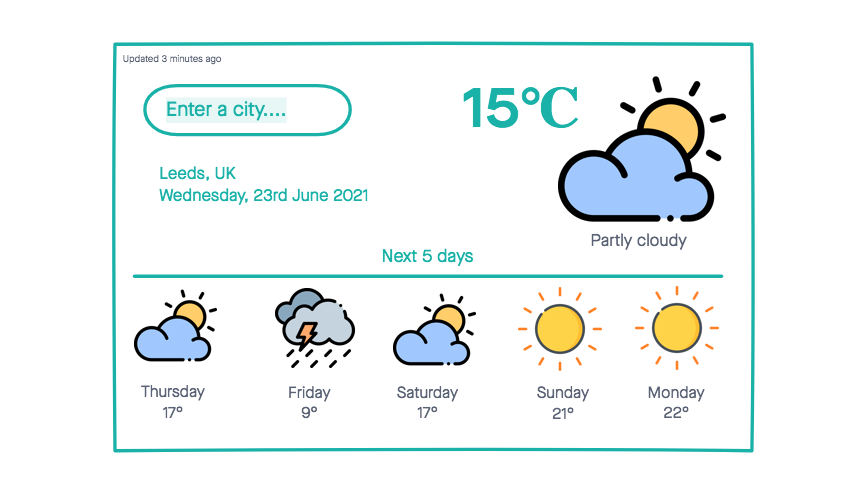 Updated 3 minutes ago
Enter a city....
15°C
Leeds, UK
Wednesday, 23rd June 2021
Partly cloudy
Next 5 days
Thursday
17°
Friday
9°
Saturday
17°
Sunday
21°
Monday
22°